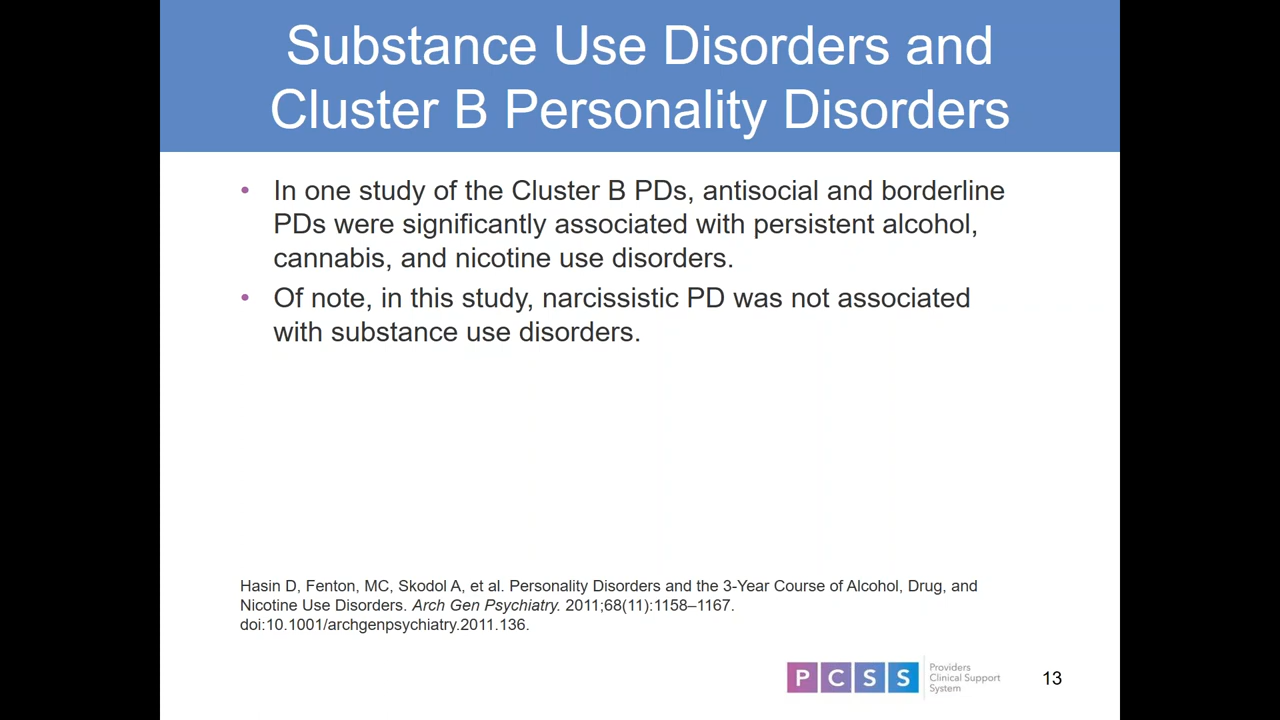 Substance Use Disorders and
Cluster B Personality Disorders
• In one study of the Cluster B PDs, antisocial and borderline
PDs were significantly associated with persistent alcohol,
cannabis, and nicotine use disorders.
• Of note, in this study, narcissistic PD was not associated
with substance use disorders.
Hasin D, Fenton, MC, Skodol A, et al. Personality Disorders and the 3-Year Course of Alcohol, Drug, and
Nicotine Use Disorders. Arch Gen Psychiatry. 2011;68(11):1158–1167.
doi:10.1001/archgenpsychiatry.2011.136.
PCSS
Providers
Clinical Support
System
13